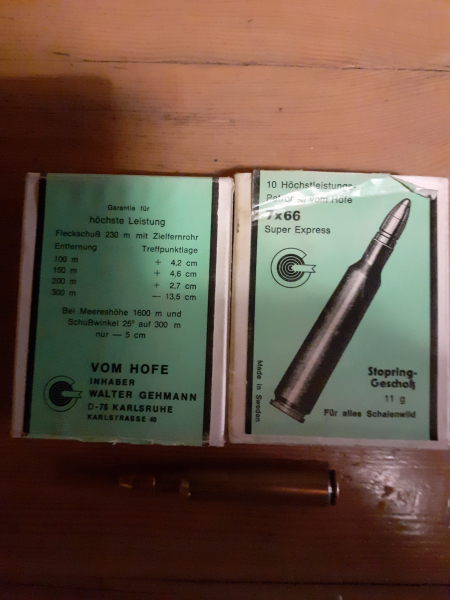 Garantie für
höchste Leistung
Fleckschuß 230 m mit Zielfernrohr
Entfernung Treffpunktlage
100 m + 4,2 cm
150 m + 4,6 cm
200 m + 2,7 cm
300 m — 13,5 cm
Bei Meereshöhe 1600 m und
Schußwinkel 25° auf 300 m
nur — 5 cm
VOM HOFE
INHABER
WALTER GEHMANN
D-75 KARLSRUHE
KARLSTRASSE 40
10 Höchstleistungs-
vom Hofe
7x66
Super Express
Made in Sweden
Stopring-
Geschoß
11 g
Für alles Schalenwild